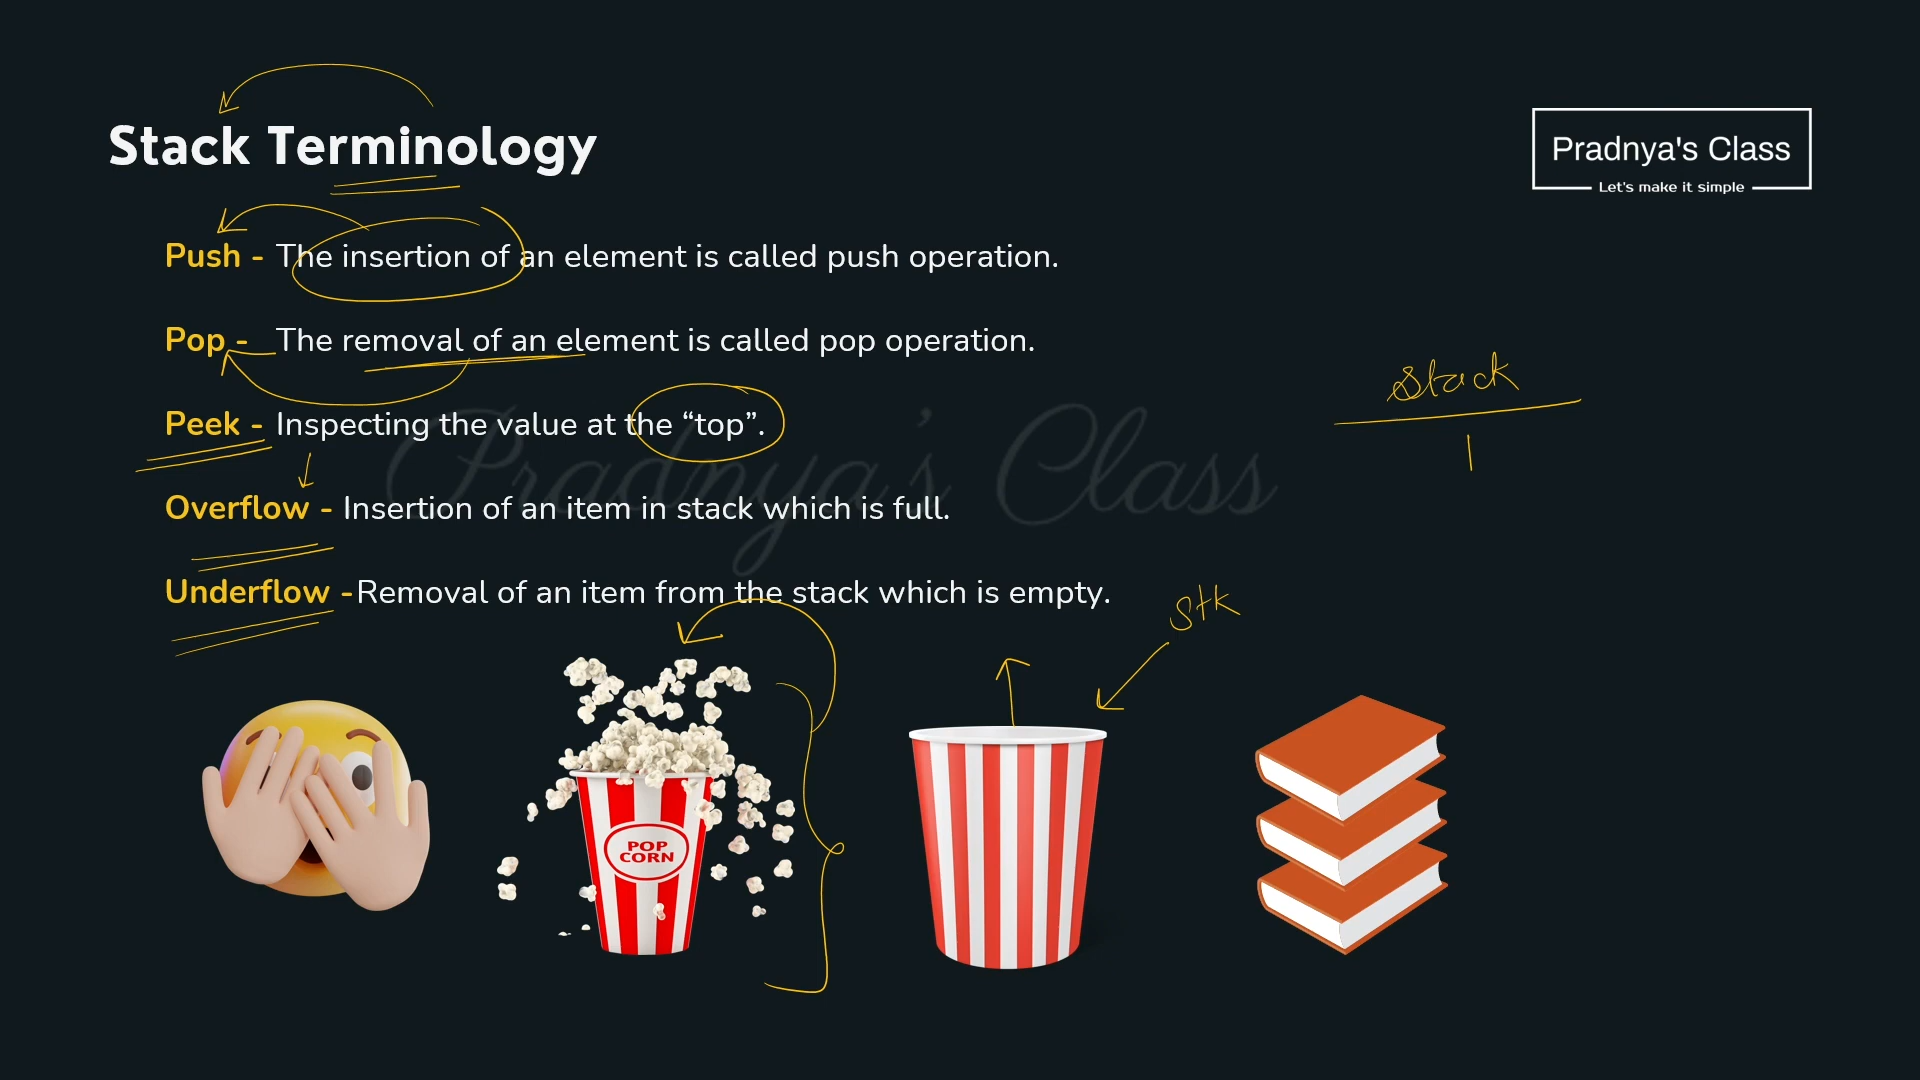 Stack Terminology
Pradnya's Class
Let's make it simple
Push - The insertion of an element is called push operation.
Pop - The removal of an element is called pop operation.
Stack
Peek - Inspecting the value at the “top”.
Pradnya's Class
Overflow - Insertion of an item in stack which is full.
Underflow - Removal of an item from the stack which is empty.
Stk
POP
CORN